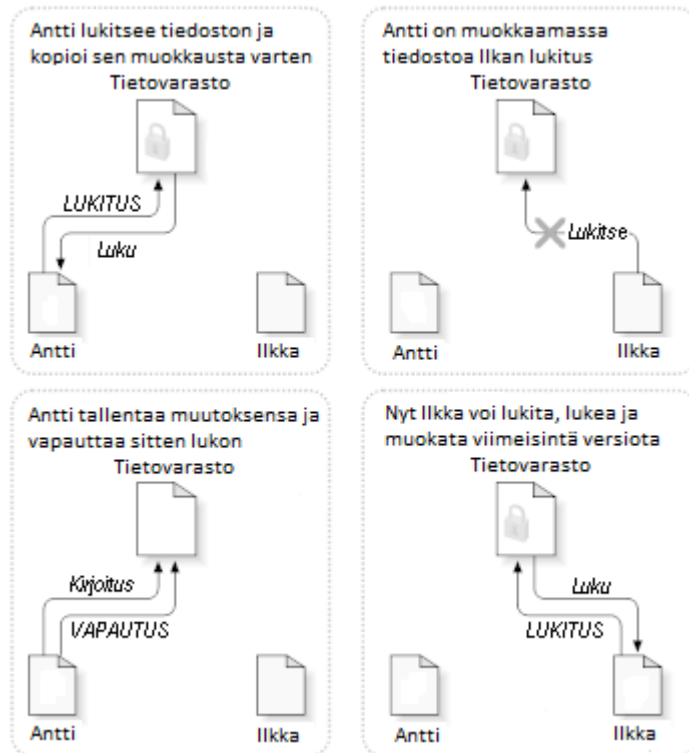 Antti lukitsee tiedoston ja
kopioi sen muokkausta varten
Tietovarasto
LUKITUS
Luku
Antti
Ilkka
Antti on muokkaamassa
tiedostoa Ilkan lukitus
Tietovarasto
Lukitse
Antti
Ilkka
Antti tallentaa muutoksensa ja
vapauttaa sitten lukon
Tietovarasto
Kirjoitus
VAPAUTUS
Antti
Ilkka
Nyt Ilkka voi lukita, lukea ja
muokata viimeisintä versiota
Tietovarasto
Luku
LUKITUS
Antti
Ilkka